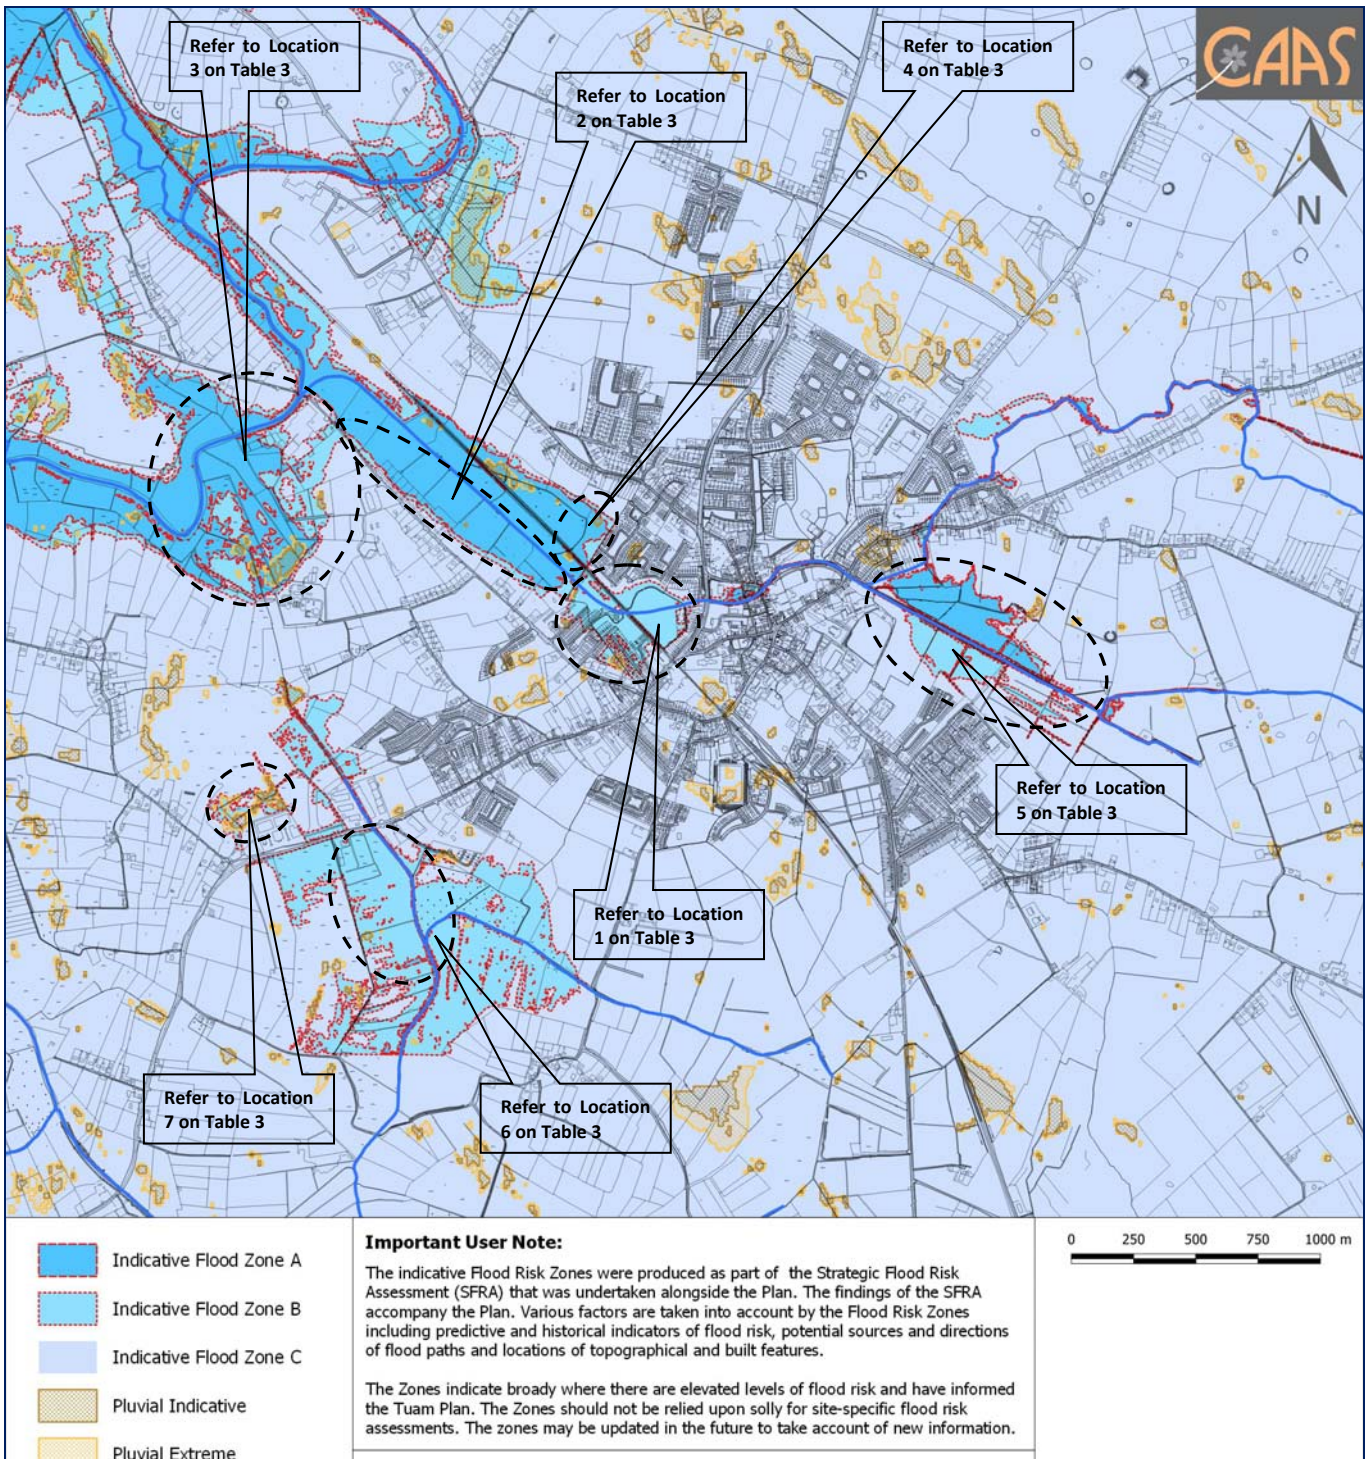 Refer to Location
3 on Table 3
Refer to Location
2 on Table 3
Refer to Location
4 on Table 3
CAAS
N
Refer to Location
5 on Table 3
Refer to Location
1 on Table 3
Refer to Location
7 on Table 3
Refer to Location
6 on Table 3
Indicative Flood Zone A
Indicative Flood Zone B
Indicative Flood Zone C
Pluvial Indicative
Pluvial Extreme
Important User Note:
The indicative Flood Risk Zones were produced as part of the Strategic Flood Risk
Assessment (SFRA) that was undertaken alongside the Plan. The findings of the SFRA
accompany the Plan. Various factors are taken into account by the Flood Risk Zones
including predictive and historical indicators of flood risk, potential sources and directions
of flood paths and locations of topographical and built features.
The Zones indicate broady where there are elevated levels of flood risk and have informed
the Tuam Plan. The Zones should not be relied upon solly for site-specific flood risk
assessments. The zones may be updated in the future to take account of new information.
0 250 500 750 1000 m